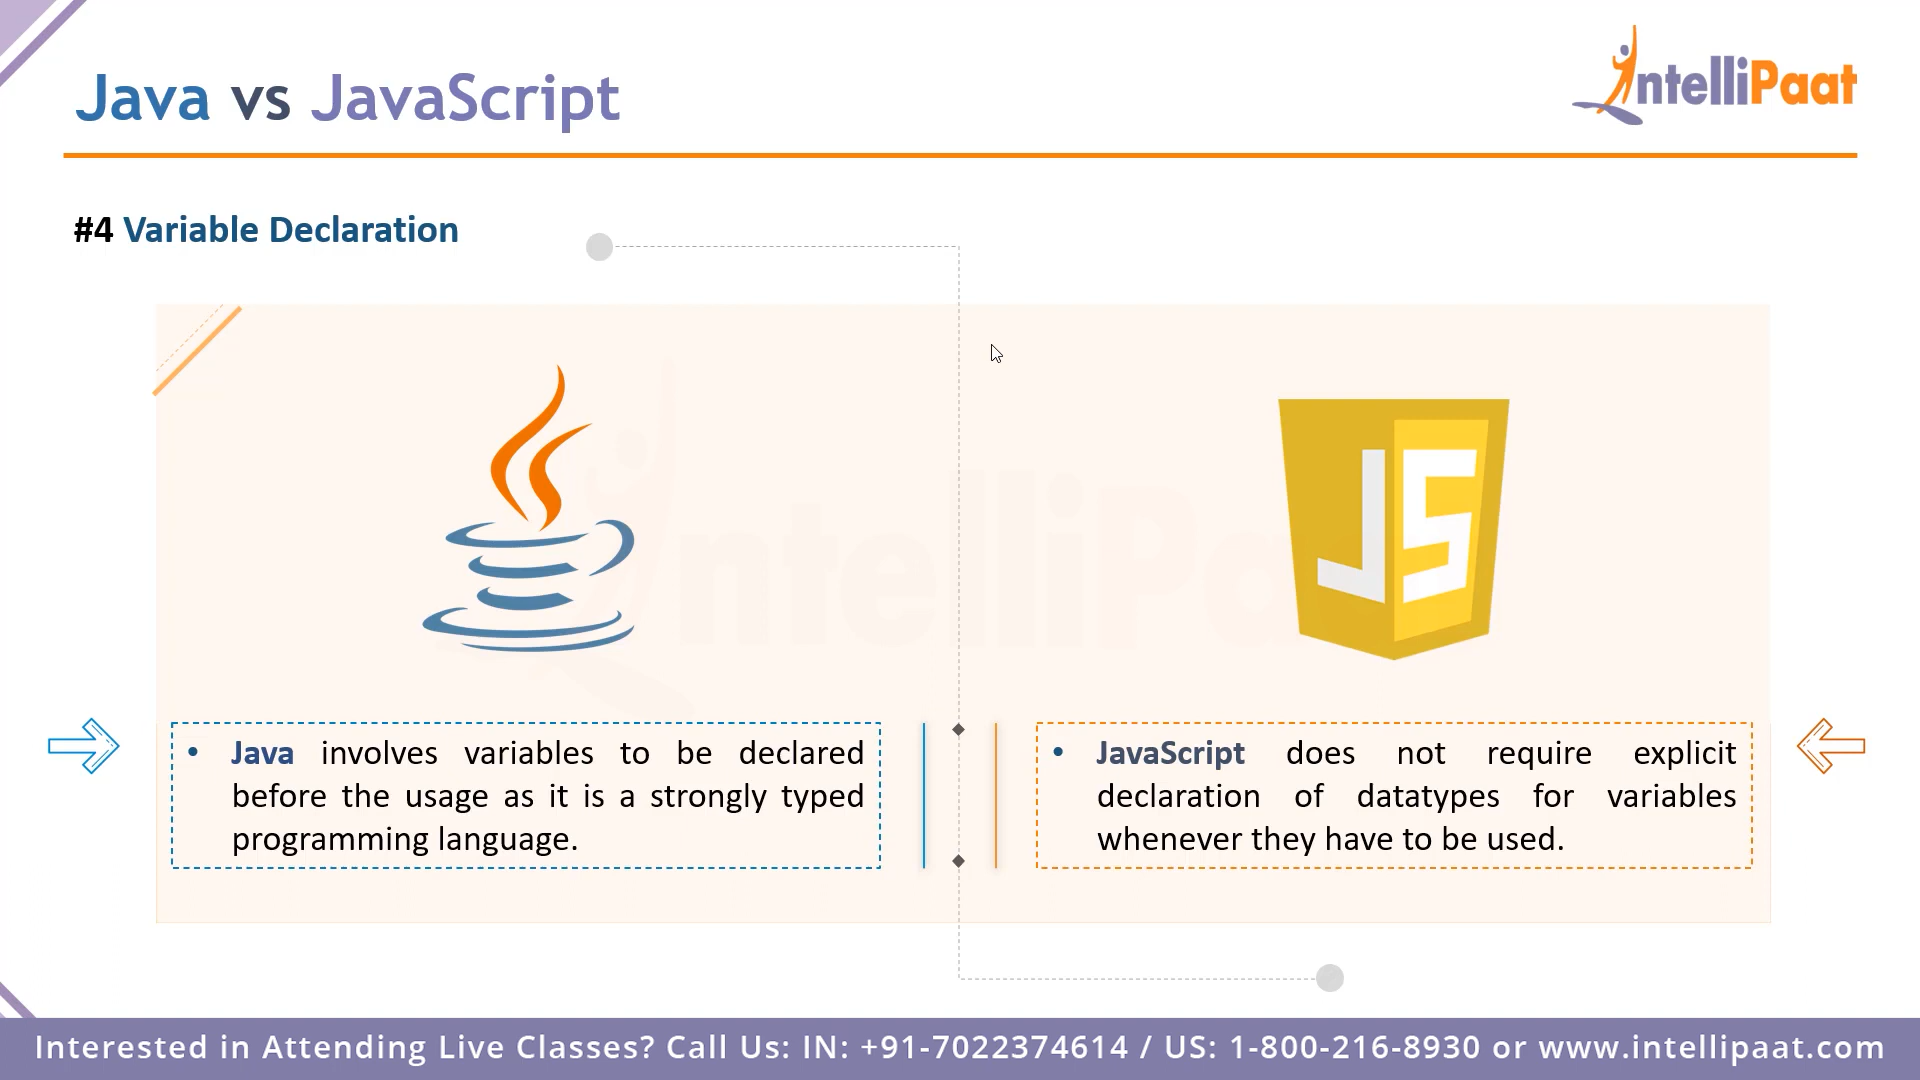 Java vs JavaScript
IntelliPaat
#4 Variable Declaration
IntelliPaat
JS
• Java involves variables to be declared
before the usage as it is a strongly typed
programming language.
• JavaScript does not require explicit
declaration of datatypes for variables
whenever they have to be used.
Interested in Attending Live Classes? Call Us: IN: +91-7022374614 / US: 1-800-216-8930 or www.intellipaat.com